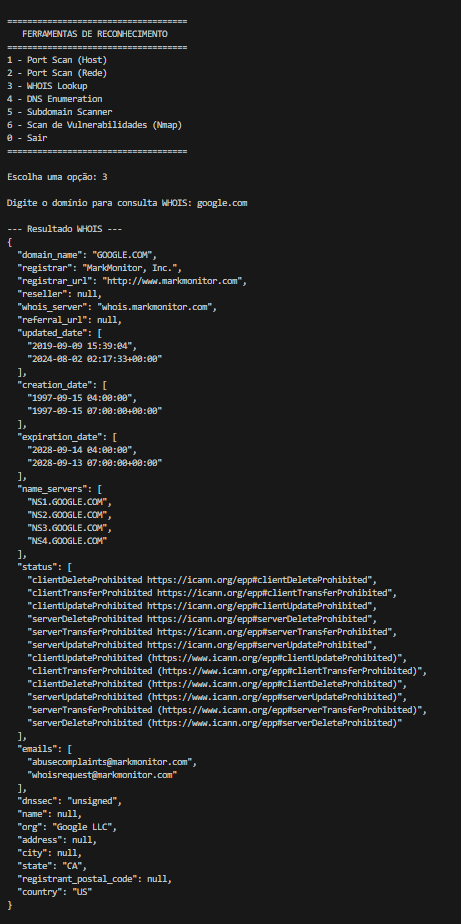 ====================================
FERRAMENTAS DE RECONHECIMENTO
====================================
1 - Port Scan (Host)
2 - Port Scan (Rede)
3 - WHOIS Lookup
4 - DNS Enumeration
5 - Subdomain Scanner
6 - Scan de Vulnerabilidades (Nmap)
0 - Sair
====================================
Escolha uma opção: 3
Digite o domínio para consulta WHOIS: google.com
--- Resultado WHOIS ---
{
"domain_name": "GOOGLE.COM",
"registrar": "MarkMonitor, Inc.",
"registrar_url": "http://www.markmonitor.com",
"reseller": null,
"whois_server": "whois.markmonitor.com",
"referral_url": null,
"updated_date": [
"2019-09-09 15:39:04",
"2024-08-02 02:17:33+00:00"
],
"creation_date": [
"1997-09-15 04:00:00",
"1997-09-15 07:00:00+00:00"
],
"expiration_date": [
"2028-09-14 04:00:00",
"2028-09-13 07:00:00+00:00"
],
"name_servers": [
"NS1.GOOGLE.COM",
"NS2.GOOGLE.COM",
"NS3.GOOGLE.COM",
"NS4.GOOGLE.COM"
],
"status": [
"clientDeleteProhibited https://icann.org/epp#clientDeleteProhibited",
"clientTransferProhibited https://icann.org/epp#clientTransferProhibited",
"clientUpdateProhibited https://icann.org/epp#clientUpdateProhibited",
"serverDeleteProhibited https://icann.org/epp#serverDeleteProhibited",
"serverTransferProhibited https://icann.org/epp#serverTransferProhibited",
"serverUpdateProhibited https://icann.org/epp#serverUpdateProhibited",
"clientUpdateProhibited (https://www.icann.org/epp#clientUpdateProhibited)",
"clientTransferProhibited (https://www.icann.org/epp#clientTransferProhibited)",
"clientDeleteProhibited (https://www.icann.org/epp#clientDeleteProhibited)",
"serverUpdateProhibited (https://www.icann.org/epp#serverUpdateProhibited)",
"serverTransferProhibited (https://www.icann.org/epp#serverTransferProhibited)",
"serverDeleteProhibited (https://www.icann.org/epp#serverDeleteProhibited)"
],
"emails": [
"abusecomplaints@markmonitor.com",
"whoisrequest@markmonitor.com"
],
"dnssec": "unsigned",
"name": null,
"org": "Google LLC",
"address": null,
"city": null,
"state": "CA",
"registrant_postal_code": null,
"country": "US"
}